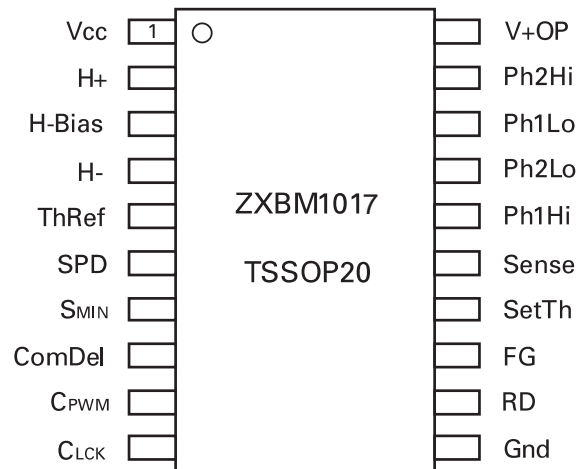 Vcc 1 V+OP
H+ Ph2Hi
H-Bias Ph1Lo
H- Ph2Lo
ThRef Ph1Hi
ZXBM1017
SPD Sense
TSSOP20
SMIN SetTh
ComDel FG
CPWM RD
CLCK Gnd